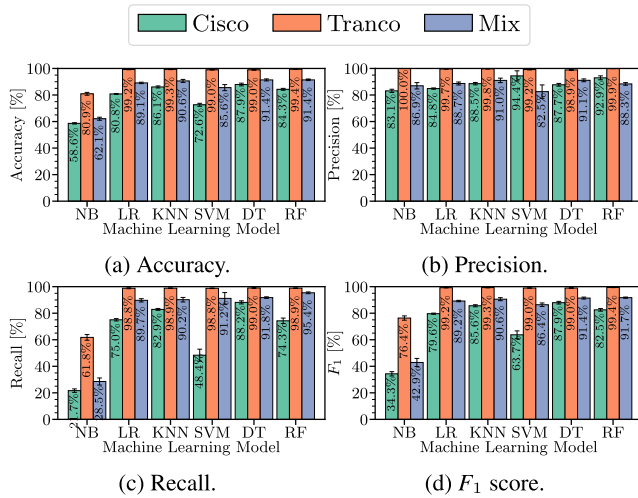 Cisco Tranco Mix
Accuracy [%]
100
80
60
40
20
0
58.6% 80.9% 62.1% 80.8% 99.2% 89.1% 86.1% 99.3% 90.6% 72.6% 99.0% 85.6% 87.9% 99.0% 91.4% 84.3% 99.4% 91.4%
NB LR KNN SVM DT RF
Machine Learning Model
(a) Accuracy.
Precision [%]
100
80
60
40
20
0
83.1% 100.0% 86.9% 84.8% 99.7% 88.7% 88.5% 99.8% 91.0% 94.4% 99.2% 82.5% 87.7% 98.9% 91.1% 92.9% 99.9% 88.3%
NB LR KNN SVM DT RF
Machine Learning Model
(b) Precision.
Recall [%]
100
80
60
40
20
0
21.7% 61.8% 28.5% 75.0% 98.8% 89.7% 82.9% 98.9% 90.2% 48.4% 98.8% 91.2% 88.2% 99.0% 91.8% 74.3% 98.9% 95.4%
NB LR KNN SVM DT RF
Machine Learning Model
(c) Recall.
F1 [%]
100
80
60
40
20
0
34.3% 76.4% 42.9% 79.6% 99.2% 89.2% 85.6% 99.3% 90.6% 63.7% 99.0% 86.4% 87.9% 99.0% 91.4% 82.5% 99.4% 91.7%
NB LR KNN SVM DT RF
Machine Learning Model
(d) F1 score.